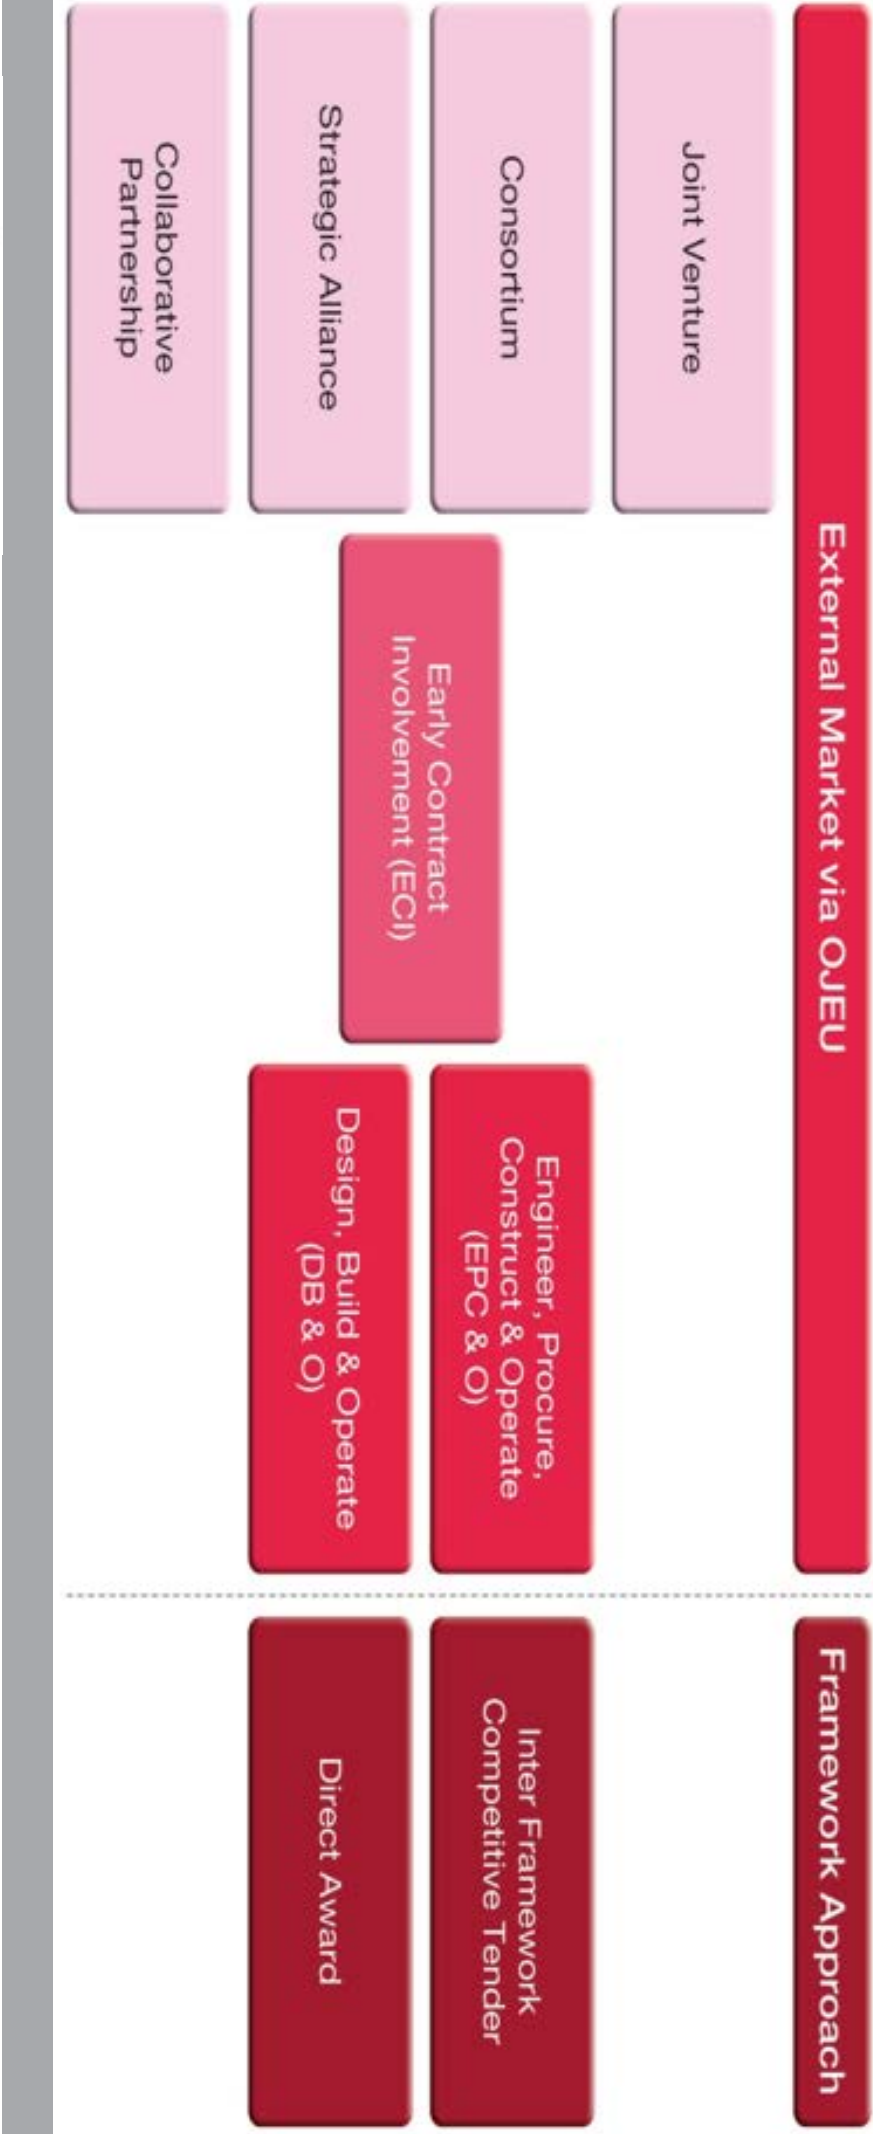 External Market via OJEU
Framework Approach
Joint Venture
Consortium
Strategic Alliance
Collaborative
Partnership
Early Contract
Involvement (ECI)
Engineer, Procure,
Construct & Operate
(EPC & O)
Design, Build & Operate
(DB & O)
Inter Framework
Competitive Tender
Direct Award